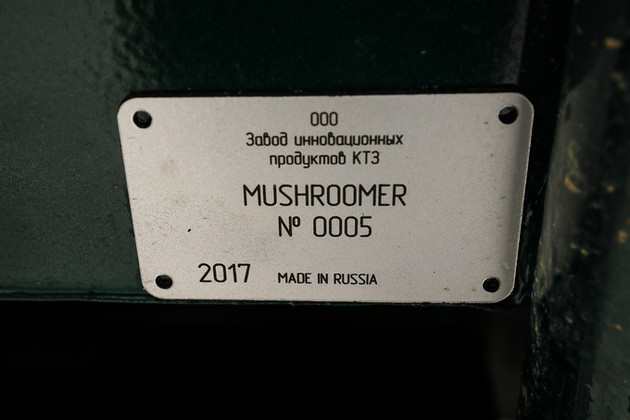 ООО
Завод инновационных
продуктов КТЗ
MUSHROOMER
Nº 0005
2017 MADE IN RUSSIA